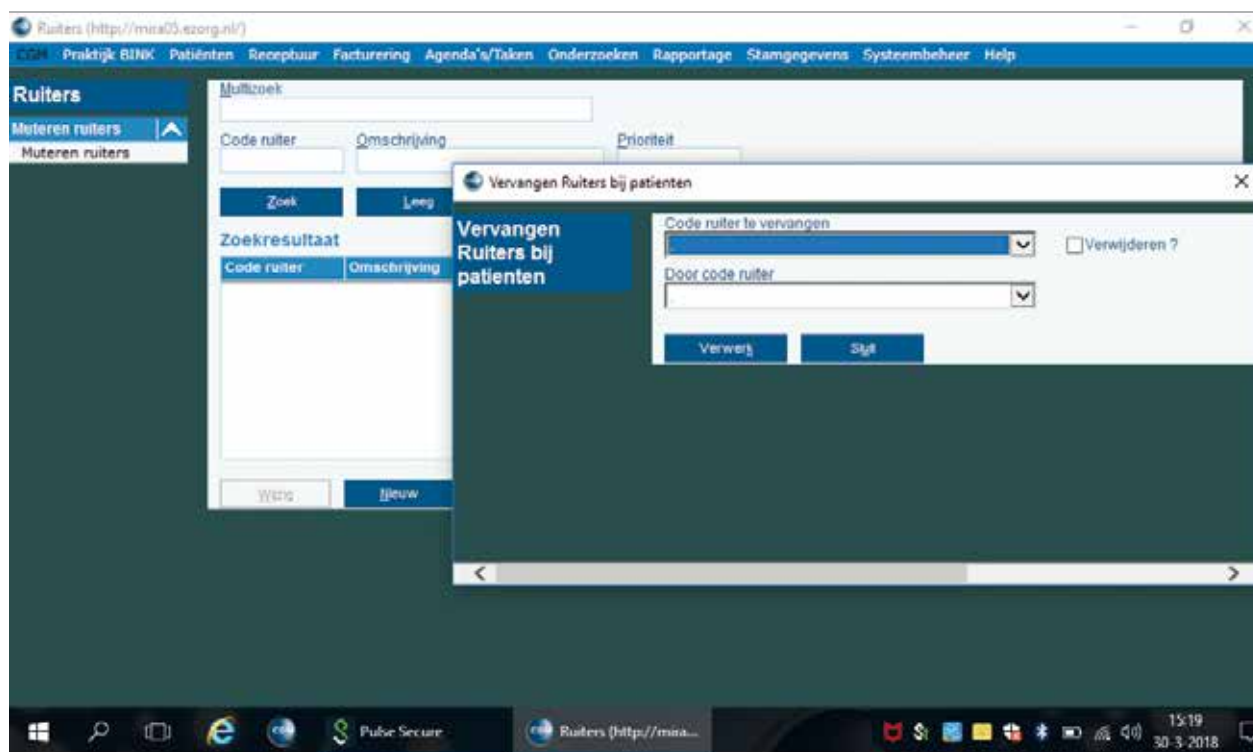 Ruiters (http://mira05.ezorg.nl/)
CGM Praktijk BINK Patiënten Receptuur Facturering Agenda's/Taken Onderzoeken Rapportage Stamgegevens Systeembeheer Help
Ruiters
Muteren ruiters
Muteren ruiters
Multizoek
Code ruiter Omschrijving Prioriteit
Zoek Leeg
Zoekresultaat
Code ruiter Omschrijving
Wijzig Nieuw
Vervangen Ruiters bij patienten
Vervangen
Ruiters bij
patienten
Code ruiter te vervangen
Verwijderen ?
Door code ruiter
Verwerk Sluit
Pulse Secure Ruiters (http://mira...
15:19
30-3-2018